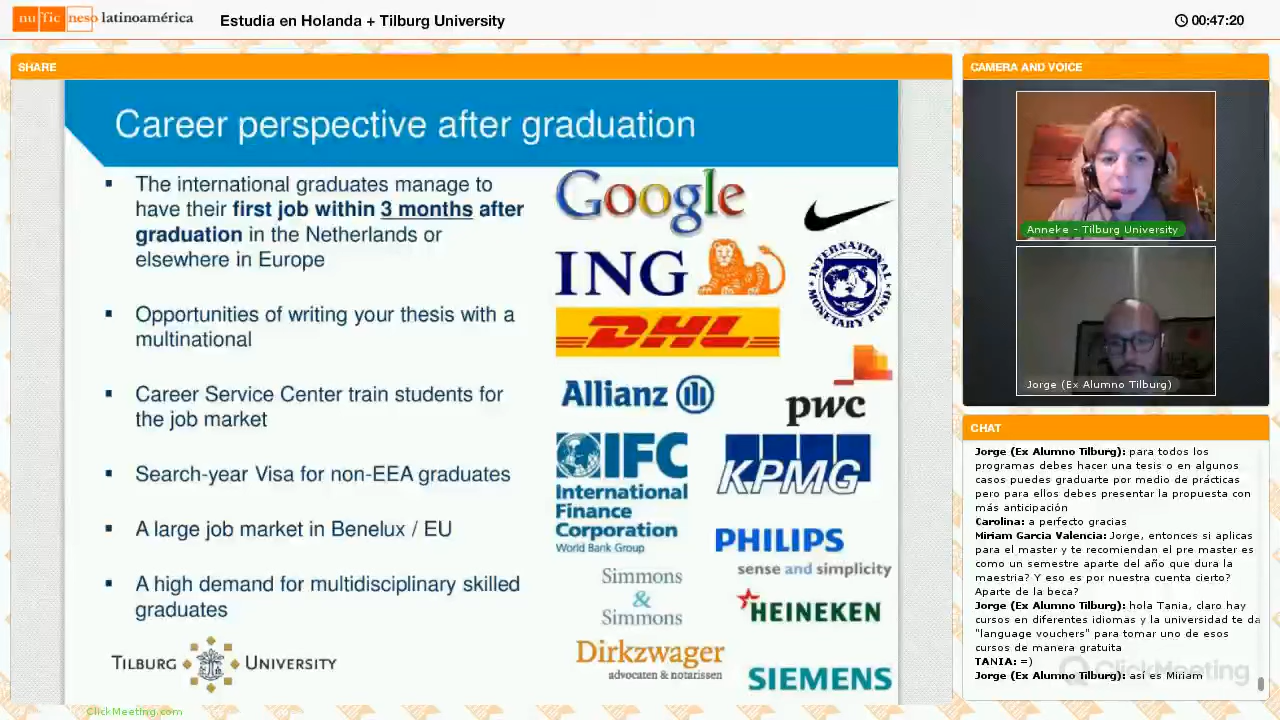 nuffic neso latinoamérica
Estudia en Holanda + Tilburg University
00:47:20
SHARE
Career perspective after graduation
The international graduates manage to
have their first job within 3 months after
graduation in the Netherlands or
elsewhere in Europe
Opportunities of writing your thesis with a
multinational
Career Service Center train students for
the job market
Search-year Visa for non-EEA graduates
A large job market in Benelux / EU
A high demand for multidisciplinary skilled
graduates
TILBURG UNIVERSITY
Google
ING
INTERNATIONAL MONETARY FUND
DHL
Allianz
pwc
IFC
International
Finance
Corporation
World Bank Group
KPMG
PHILIPS
sense and simplicity
Simmons
&
Simmons
HEINEKEN
Dirkzwager
advocaten & notarissen
SIEMENS
ClickMeeting.com
CAMERA AND VOICE
Anneke - Tilburg University
Jorge (Ex Alumno Tilburg)
CHAT
Jorge (Ex Alumno Tilburg): para todos los
programas debes hacer una tesis o en algunos
casos puedes graduarte por medio de prácticas
pero para ellos debes presentar la propuesta con
más anticipación
Carolina: a perfecto gracias
Miriam Garcia Valencia: Jorge, entonces si aplicas
para el master y te recomiendan el pre master es
como un semestre aparte del año que dura la
maestria? Y eso es por nuestra cuenta cierto?
Aparte de la beca?
Jorge (Ex Alumno Tilburg): hola Tania, claro hay
cursos en diferentes idiomas y la universidad te da
"language vouchers" para tomar uno de esos
cursos de manera gratuita
TANIA: =)
Jorge (Ex Alumno Tilburg): así es Miriam
ClickMeeting